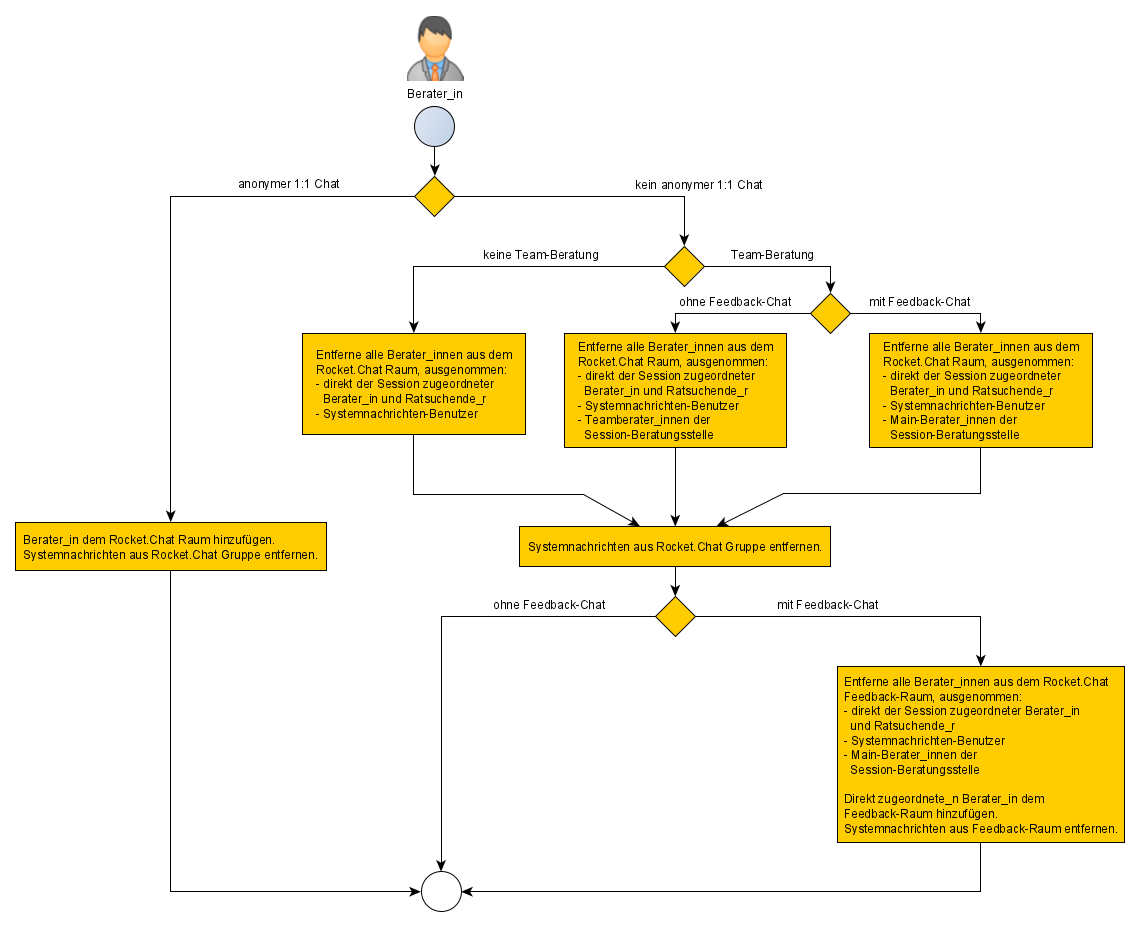 Berater_in
anonymer 1:1 Chat
kein anonymer 1:1 Chat
keine Team-Beratung
Team-Beratung
ohne Feedback-Chat
mit Feedback-Chat
Entferne alle Berater_innen aus dem
Rocket.Chat Raum, ausgenommen:
- direkt der Session zugeordneter
Berater_in und Ratsuchende_r
- Systemnachrichten-Benutzer
Entferne alle Berater_innen aus dem
Rocket.Chat Raum, ausgenommen:
- direkt der Session zugeordneter
Berater_in und Ratsuchende_r
- Systemnachrichten-Benutzer
- Teamberater_innen der
Session-Beratungsstelle
Entferne alle Berater_innen aus dem
Rocket.Chat Raum, ausgenommen:
- direkt der Session zugeordneter
Berater_in und Ratsuchende_r
- Systemnachrichten-Benutzer
- Main-Berater_innen der
Session-Beratungsstelle
Berater_in dem Rocket.Chat Raum hinzufügen.
Systemnachrichten aus Rocket.Chat Gruppe entfernen.
Systemnachrichten aus Rocket.Chat Gruppe entfernen.
ohne Feedback-Chat
mit Feedback-Chat
Entferne alle Berater_innen aus dem Rocket.Chat
Feedback-Raum, ausgenommen:
- direkt der Session zugeordneter Berater_in
und Ratsuchende_r
- Systemnachrichten-Benutzer
- Main-Berater_innen der
Session-Beratungsstelle
Direkt zugeordnete_n Berater_in dem
Feedback-Raum hinzufügen.
Systemnachrichten aus Feedback-Raum entfernen.